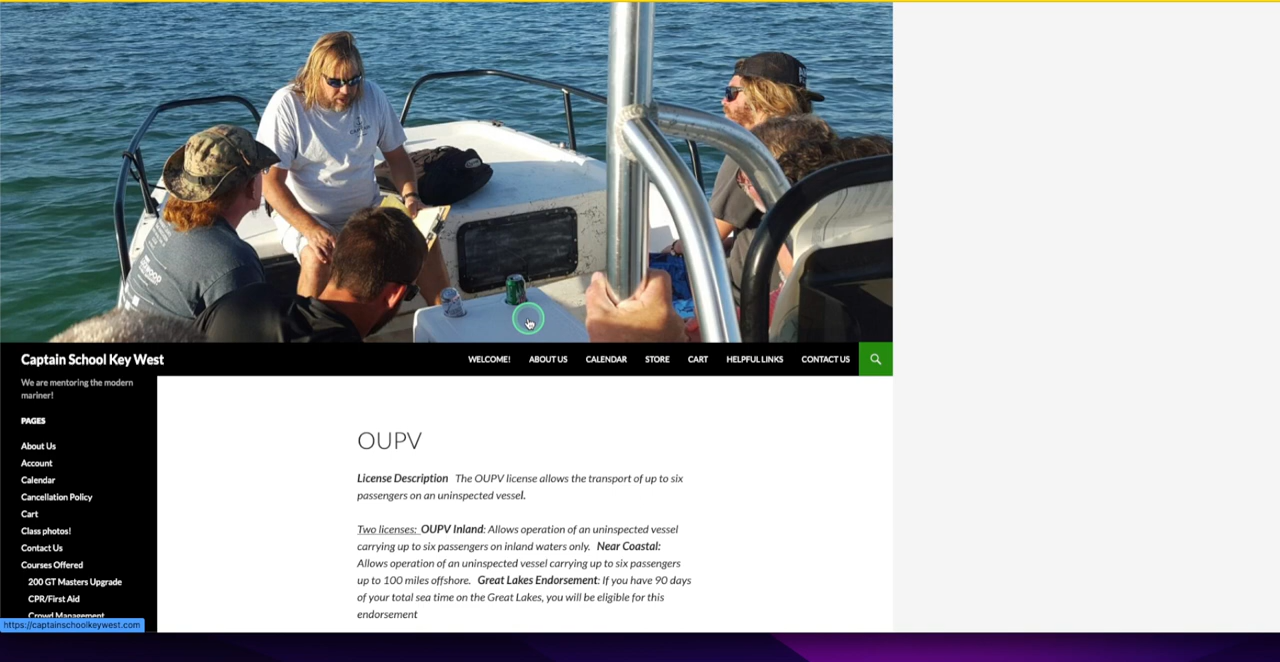 Captain School Key West
WELCOME! ABOUT US CALENDAR STORE CART HELPFUL LINKS CONTACT US
We are mentoring the modern
mariner!
PAGES
About Us
Account
Calendar
Cancellation Policy
Cart
Class photos!
Contact Us
Courses Offered
200 GT Masters Upgrade
CPR/First Aid
Crowd Management
https://captainschoolkeywest.com
OUPV
License Description The OUPV license allows the transport of up to six
passengers on an uninspected vessel.
Two licenses: OUPV Inland: Allows operation of an uninspected vessel
carrying up to six passengers on inland waters only. Near Coastal:
Allows operation of an uninspected vessel carrying up to six passengers
up to 100 miles offshore. Great Lakes Endorsement: If you have 90 days
of your total sea time on the Great Lakes, you will be eligible for this
endorsement